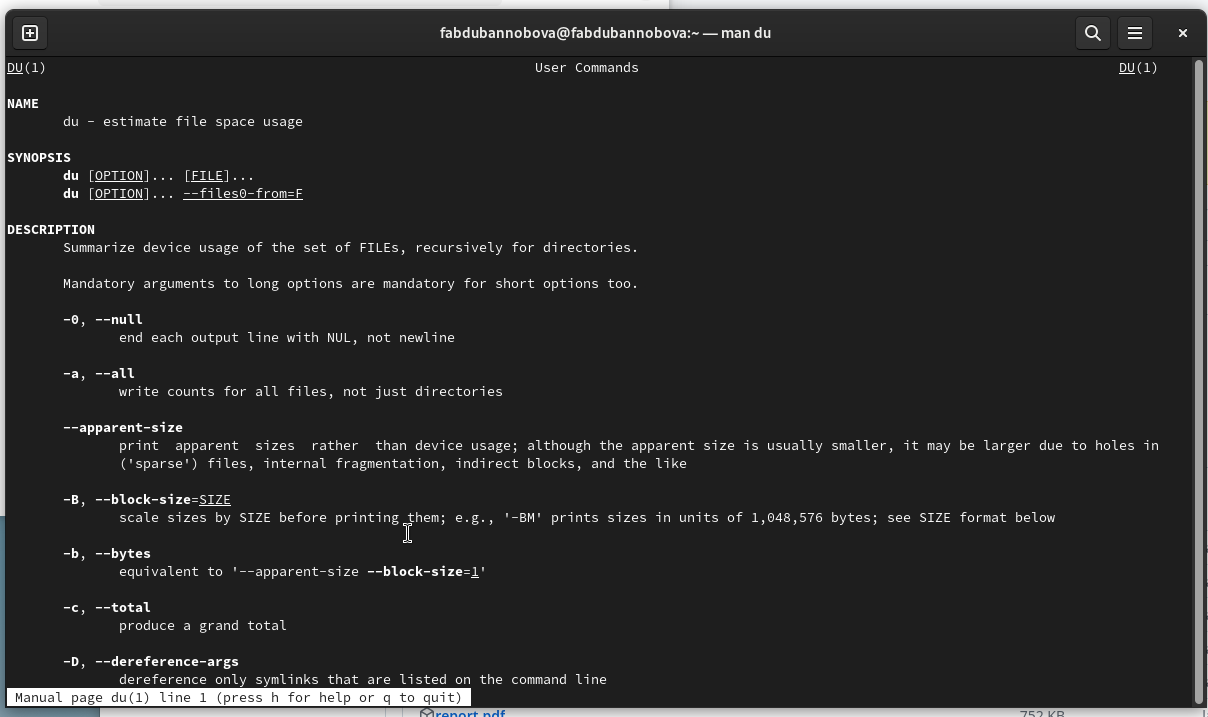 fabdubannobova@fabdubannobova:~ — man du
DU(1) User Commands DU(1)
NAME
du - estimate file space usage
SYNOPSIS
du [OPTION]... [FILE]...
du [OPTION]... --files0-from=F
DESCRIPTION
Summarize device usage of the set of FILEs, recursively for directories.
Mandatory arguments to long options are mandatory for short options too.
-0, --null
end each output line with NUL, not newline
-a, --all
write counts for all files, not just directories
--apparent-size
print apparent sizes rather than device usage; although the apparent size is usually smaller, it may be larger due to holes in
('sparse') files, internal fragmentation, indirect blocks, and the like
-B, --block-size=SIZE
scale sizes by SIZE before printing them; e.g., '-BM' prints sizes in units of 1,048,576 bytes; see SIZE format below
-b, --bytes
equivalent to '--apparent-size --block-size=1'
-c, --total
produce a grand total
-D, --dereference-args
dereference only symlinks that are listed on the command line
Manual page du(1) line 1 (press h for help or q to quit)
report.pdf 752 KB